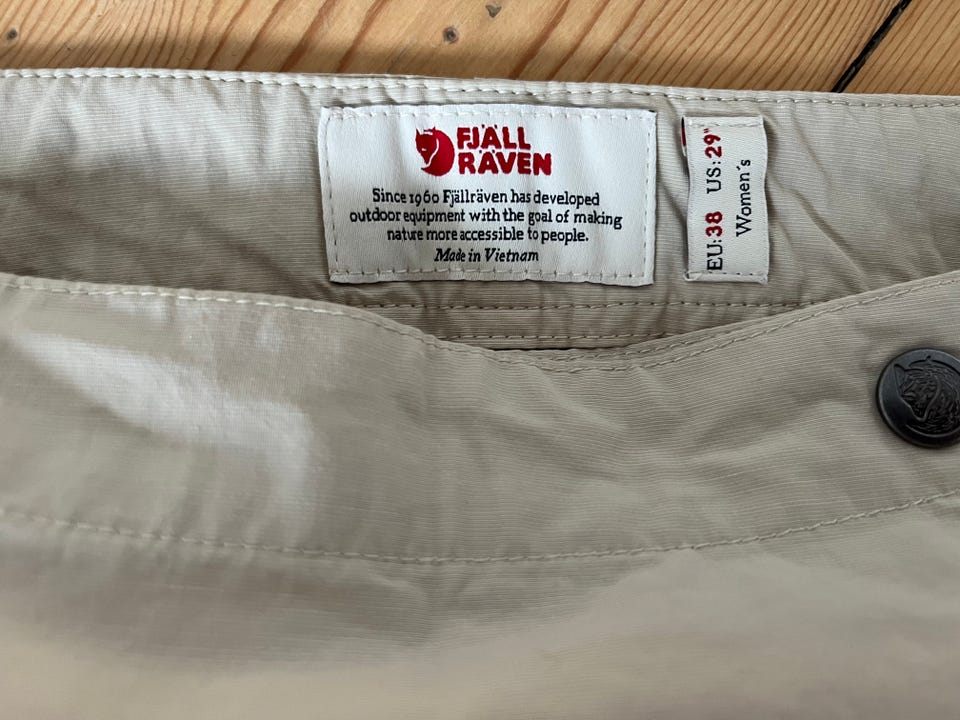 FJÄLL
RÄVEN
Since 1960 Fjällräven has developed
outdoor equipment with the goal of making
nature more accessible to people.
Made in Vietnam
EU:38 US:29"
Women´s